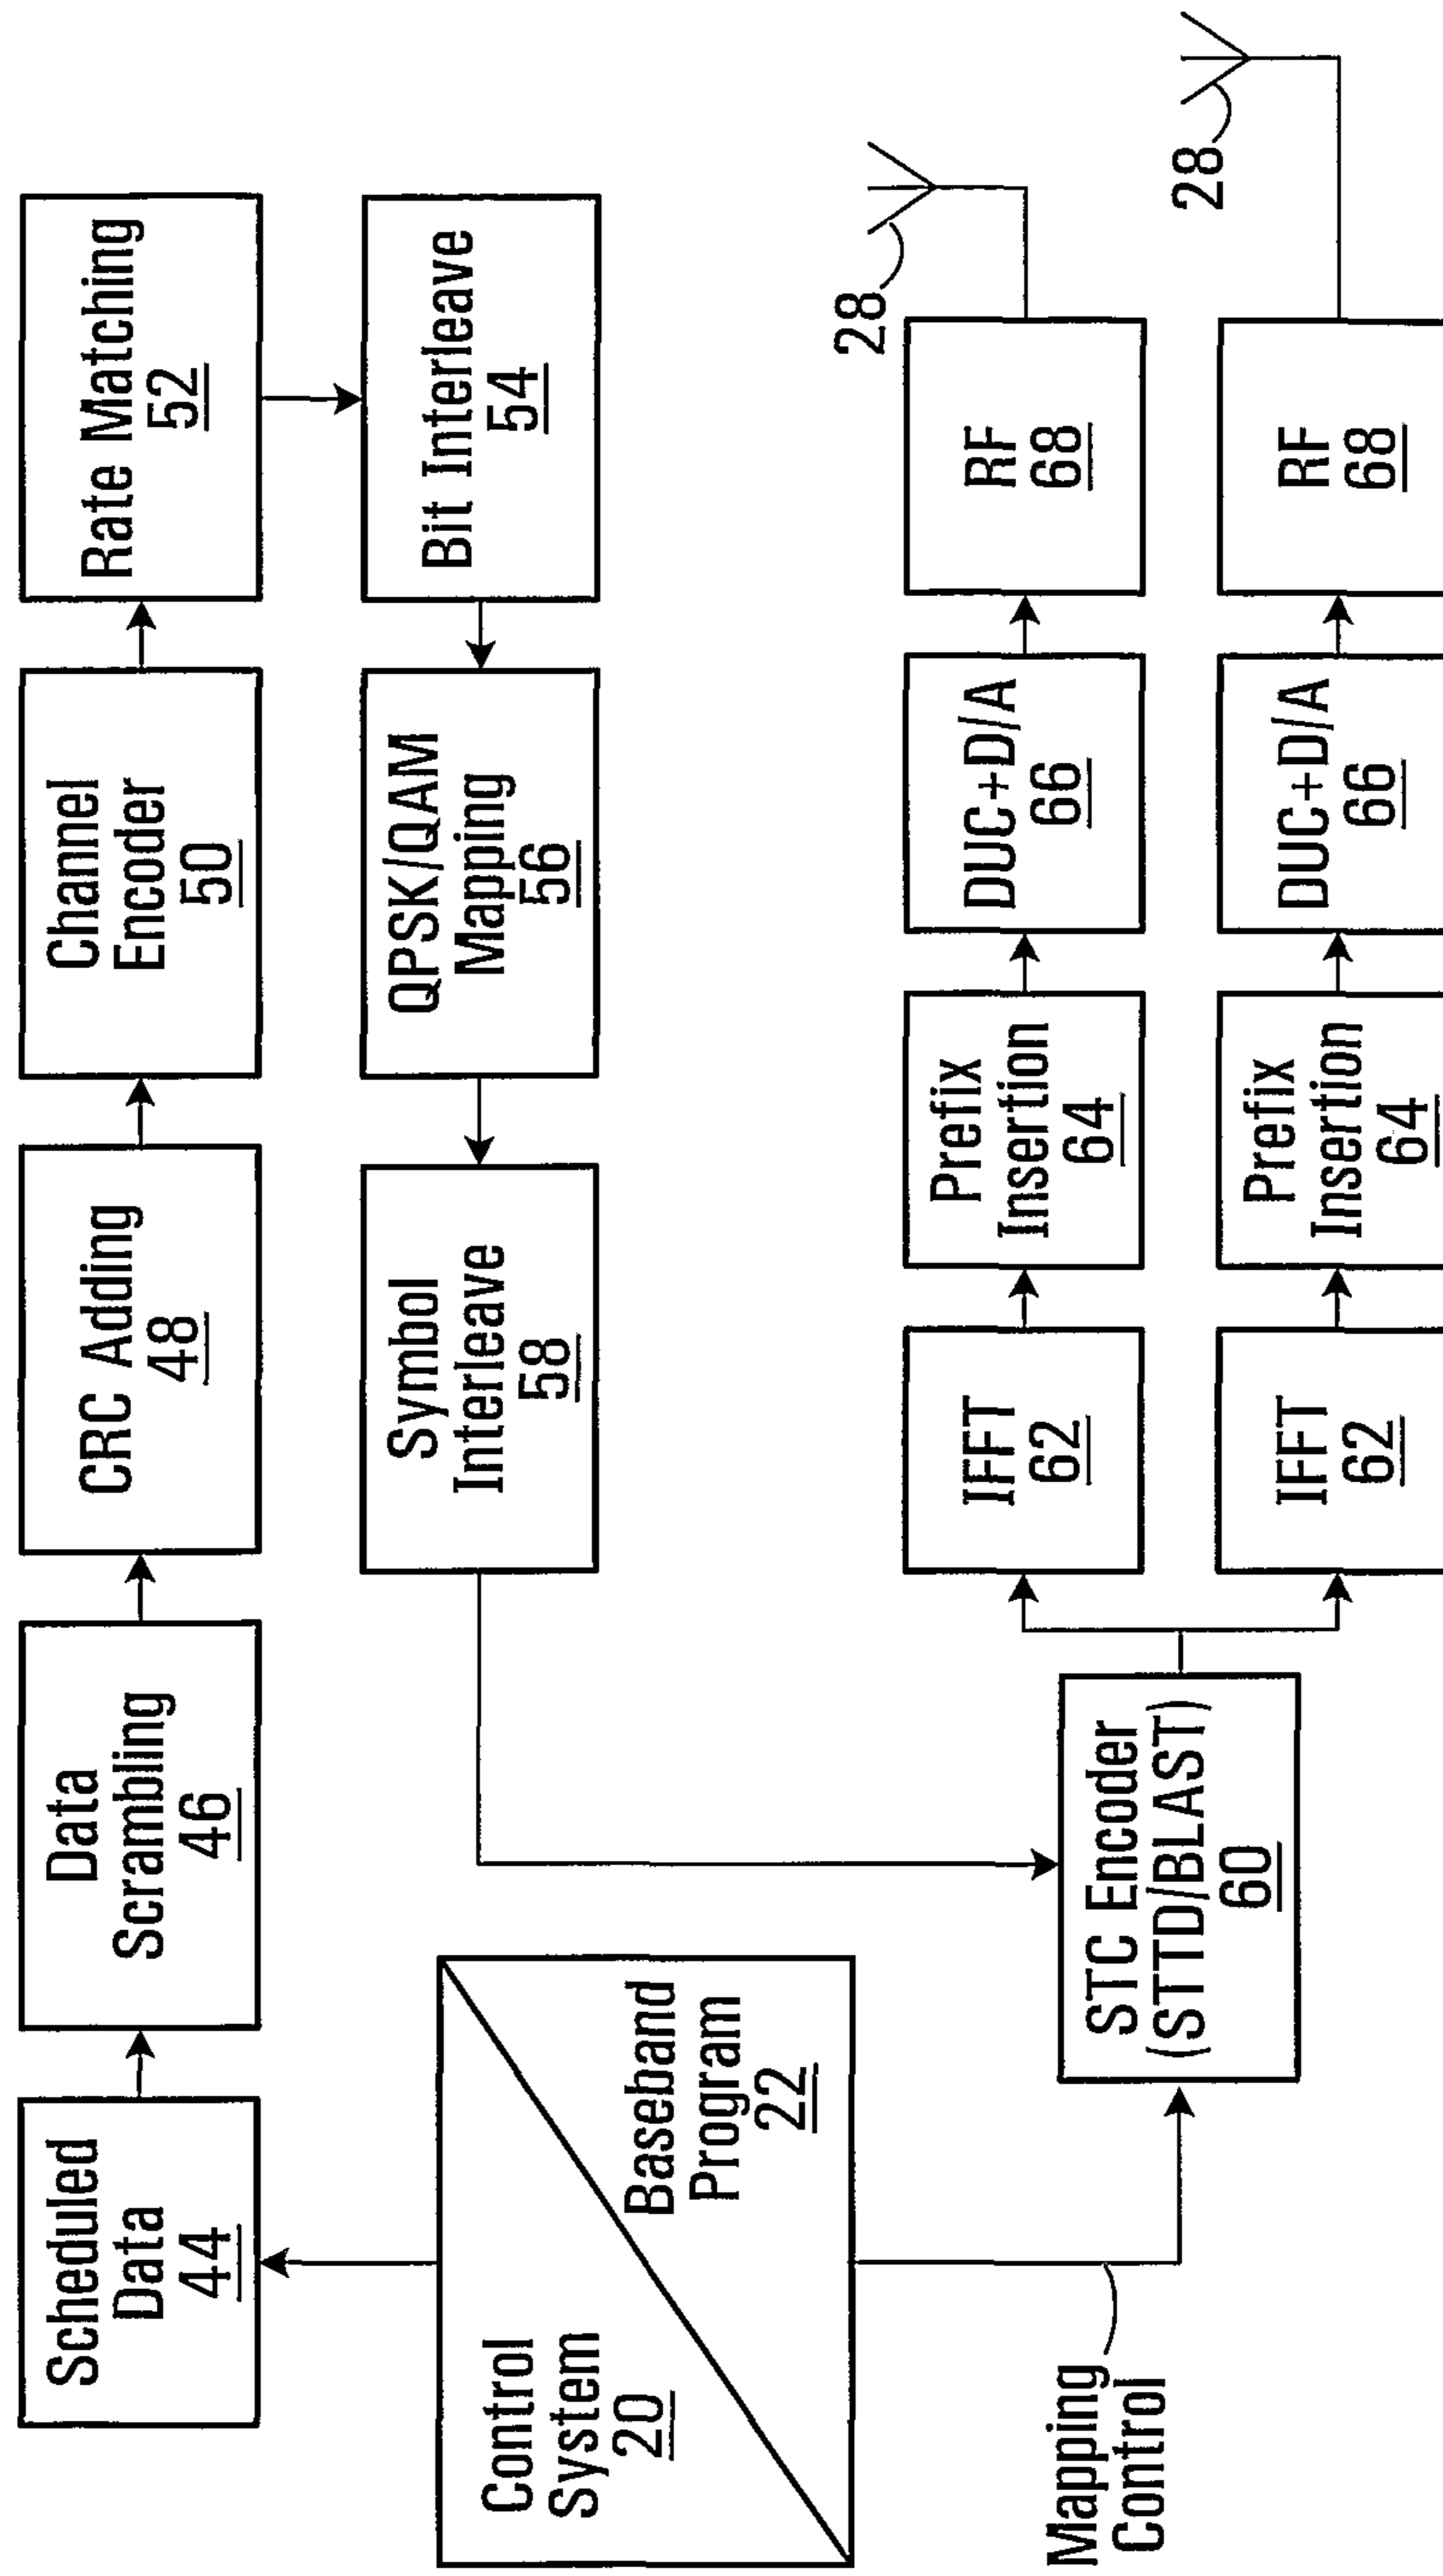 Scheduled
Data
44
Data
Scrambling
46
CRC Adding
48
Channel
Encoder
50
Rate Matching
52
Control
System
20
Baseband
Program
22
Symbol
Interleave
58
QPSK/QAM
Mapping
56
Bit Interleave
54
Mapping
Control
STC Encoder
(STTD/BLAST)
60
IFFT
62
Prefix
Insertion
64
DUC+D/A
66
RF
68
28
IFFT
62
Prefix
Insertion
64
DUC+D/A
66
RF
68
28